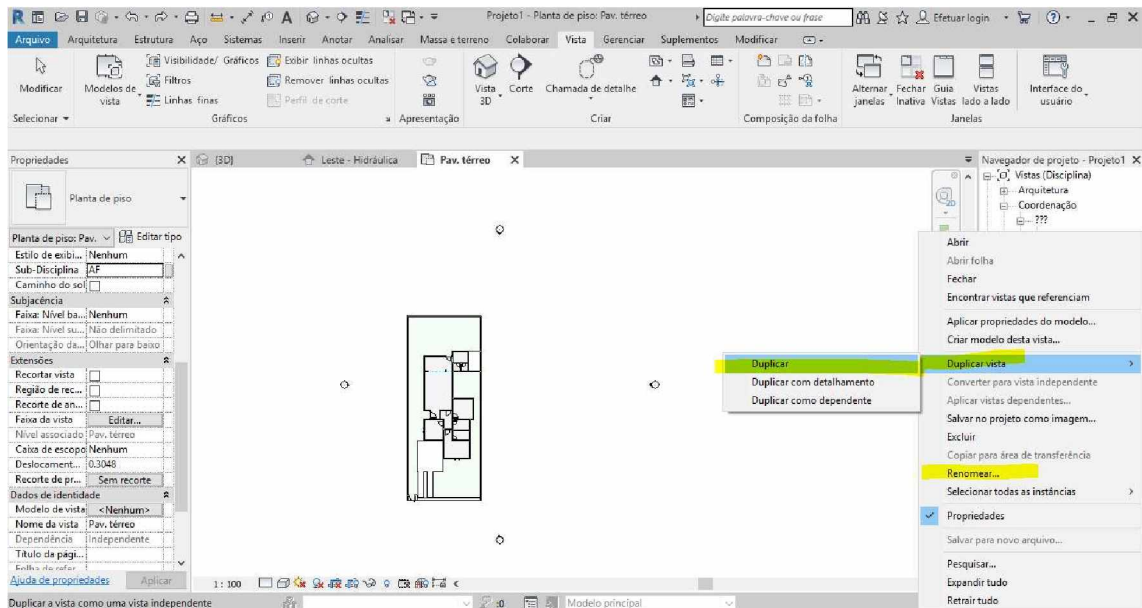 Projeto1 - Planta de piso: Pav. térreo
Digite palavra-chave ou frase
Efetuar login
Arquivo Arquitetura Estrutura Aço Sistemas Inserir Anotar Analisar Massa e terreno Colaborar Vista Gerenciar Suplementos Modificar
Modificar
Modelos de vista
Visibilidade/ Gráficos
Filtros
Linhas finas
Exibir linhas ocultas
Remover linhas ocultas
Perfil de corte
Vista 3D
Corte
Chamada de detalhe
Alternar janelas
Fechar Inativa
Guia Vistas
Vistas lado a lado
Interface do usuário
Selecionar
Gráficos
Apresentação
Criar
Composição da folha
Janelas
Propriedades
{3D}
Leste - Hidráulica
Pav. térreo
Navegador de projeto - Projeto1
Vistas (Disciplina)
Arquitetura
Coordenação
???
Planta de piso
Planta de piso: Pav.
Editar tipo
Estilo de exibi... Nenhum
Sub-Disciplina AF
Caminho do sol
Subjacência
Faixa: Nível ba... Nenhum
Faixa: Nível su... Não delimitado
Orientação da... Olhar para baixo
Extensões
Recortar vista
Região de rec...
Recorte de an...
Faixa da vista Editar...
Nível associado Pav. térreo
Caixa de escopo Nenhum
Deslocament... 0.3048
Recorte de pr... Sem recorte
Dados de identidade
Modelo de vista <Nenhum>
Nome da vista Pav. térreo
Dependência Independente
Título da pági...
Folha de refer...
Ajuda de propriedades
Aplicar
Abrir
Abrir folha
Fechar
Encontrar vistas que referenciam
Aplicar propriedades do modelo...
Criar modelo desta vista...
Duplicar vista
Converter para vista independente
Aplicar vistas dependentes...
Salvar no projeto como imagem...
Excluir
Copiar para área de transferência
Renomear...
Selecionar todas as instâncias
Propriedades
Salvar para novo arquivo...
Pesquisar...
Expandir tudo
Retrair tudo
Duplicar
Duplicar com detalhamento
Duplicar como dependente
1 : 100
Duplicar a vista como uma vista independente
:0
Modelo principal